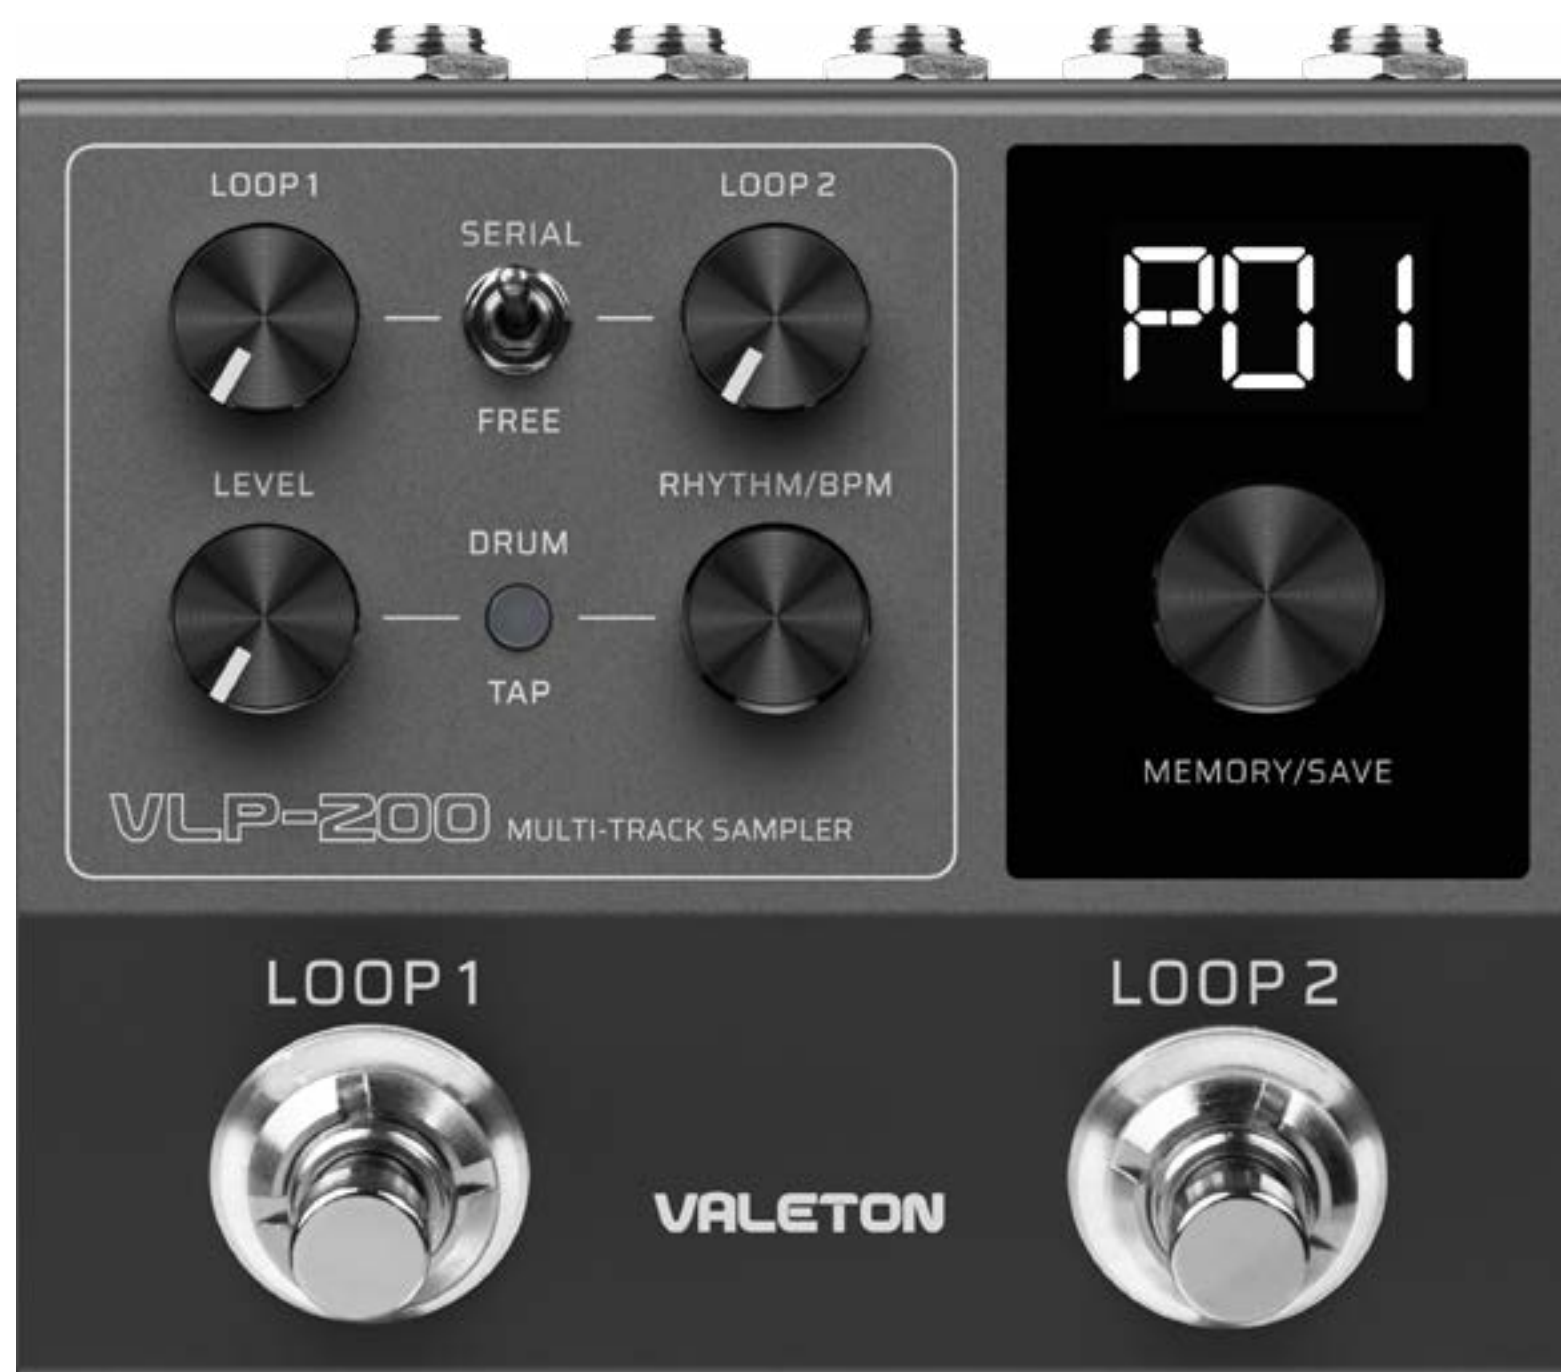 LOOP 1
LOOP 2
SERIAL
FREE
P01
LEVEL
RHYTHM/BPM
DRUM
TAP
MEMORY/SAVE
VLP-200 MULTI-TRACK SAMPLER
LOOP 1
LOOP 2
VALETON